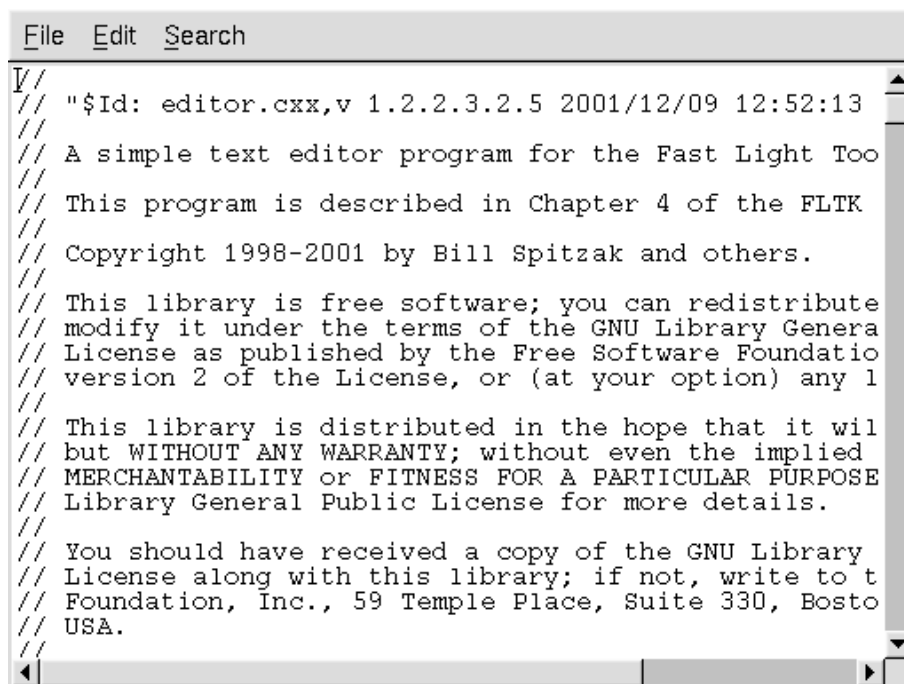 File Edit Search
//
// "$Id: editor.cxx,v 1.2.2.3.2.5 2001/12/09 12:52:13
//
// A simple text editor program for the Fast Light Too
//
// This program is described in Chapter 4 of the FLTK
//
// Copyright 1998-2001 by Bill Spitzak and others.
//
// This library is free software; you can redistribute
// modify it under the terms of the GNU Library Genera
// License as published by the Free Software Foundatio
// version 2 of the License, or (at your option) any l
//
// This library is distributed in the hope that it wil
// but WITHOUT ANY WARRANTY; without even the implied
// MERCHANTABILITY or FITNESS FOR A PARTICULAR PURPOSE
// Library General Public License for more details.
//
// You should have received a copy of the GNU Library
// License along with this library; if not, write to t
// Foundation, Inc., 59 Temple Place, Suite 330, Bosto
// USA.
//